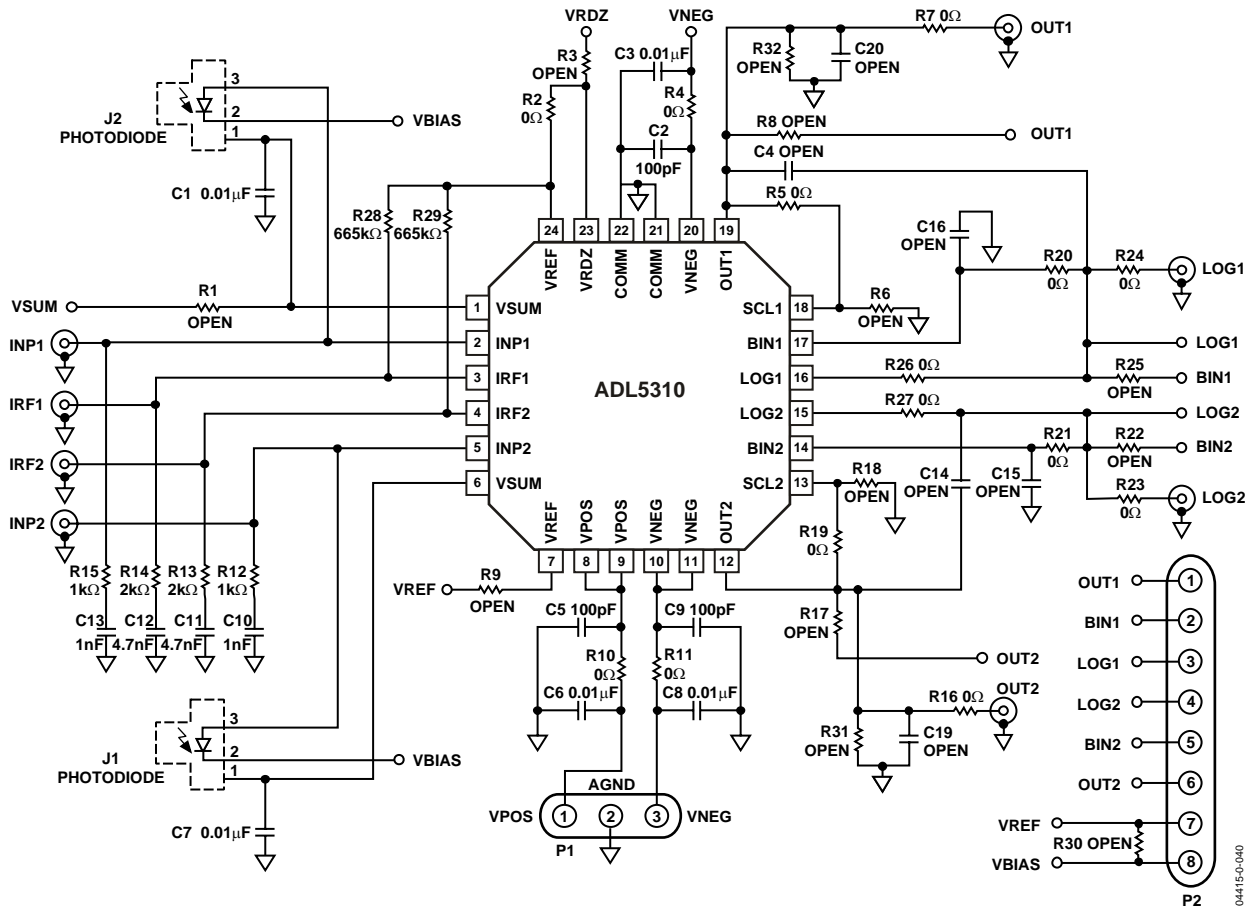 VRDZ
VNEG
R7 0Ω
OUT1
R3
OPEN
C3 0.01µF
R32
OPEN
C20
OPEN
R2
0Ω
R4
0Ω
3
2
1
J2
PHOTODIODE
VBIAS
C2
100pF
R8 OPEN
OUT1
C4 OPEN
C1 0.01µF
R5 0Ω
R28
665kΩ
R29
665kΩ
24
23
22
21
20
19
VREF
VRDZ
COMM
COMM
VNEG
OUT1
C16
OPEN
R20
0Ω
R24
0Ω
LOG1
VSUM
R1
OPEN
1
VSUM
SCL1
18
R6
OPEN
INP1
2
INP1
BIN1
17
LOG1
3
IRF1
ADL5310
LOG1
16
R26 0Ω
R25
OPEN
BIN1
IRF1
4
IRF2
LOG2
15
R27 0Ω
LOG2
5
INP2
BIN2
14
R21
0Ω
R22
OPEN
BIN2
IRF2
6
VSUM
SCL2
13
R18
OPEN
C14
OPEN
C15
OPEN
R23
0Ω
LOG2
INP2
VREF
VPOS
VPOS
VNEG
VNEG
OUT2
7
8
9
10
11
12
R19
0Ω
R15
1kΩ
R14
2kΩ
R13
2kΩ
R12
1kΩ
VREF
R9
OPEN
C13
1nF
C12
4.7nF
C11
4.7nF
C10
1nF
C5 100pF
C9 100pF
R17
OPEN
R10
0Ω
R11
0Ω
OUT2
C6 0.01µF
C8 0.01µF
R16 0Ω
OUT2
R31
OPEN
C19
OPEN
3
2
1
J1
PHOTODIODE
VBIAS
C7 0.01µF
AGND
VPOS
1
2
3
VNEG
P1
OUT1
1
BIN1
2
LOG1
3
LOG2
4
BIN2
5
OUT2
6
VREF
7
R30 OPEN
VBIAS
8
P2
04415-0-040